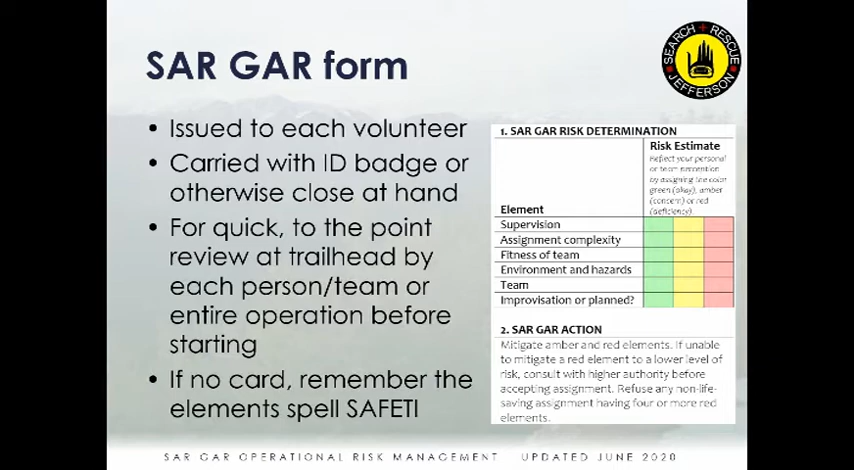 SAR GAR form
SEARCH + RESCUE
JEFFERSON
• Issued to each volunteer
• Carried with ID badge or
otherwise close at hand
• For quick, to the point
review at trailhead by
each person/team or
entire operation before
starting
• If no card, remember the
elements spell SAFETI
1. SAR GAR RISK DETERMINATION
Risk Estimate
Reflect your personal
or team perception
by assigning the color
green (okay), amber
(concern) or red
(deficiency).
Element
Supervision
Assignment complexity
Fitness of team
Environment and hazards
Team
Improvisation or planned?
2. SAR GAR ACTION
Mitigate amber and red elements. If unable
to mitigate a red element to a lower level of
risk, consult with higher authority before
accepting assignment. Refuse any non-life-
saving assignment having four or more red
elements.
SAR GAR OPERATIONAL RISK MANAGEMENT UPDATED JUNE 2020